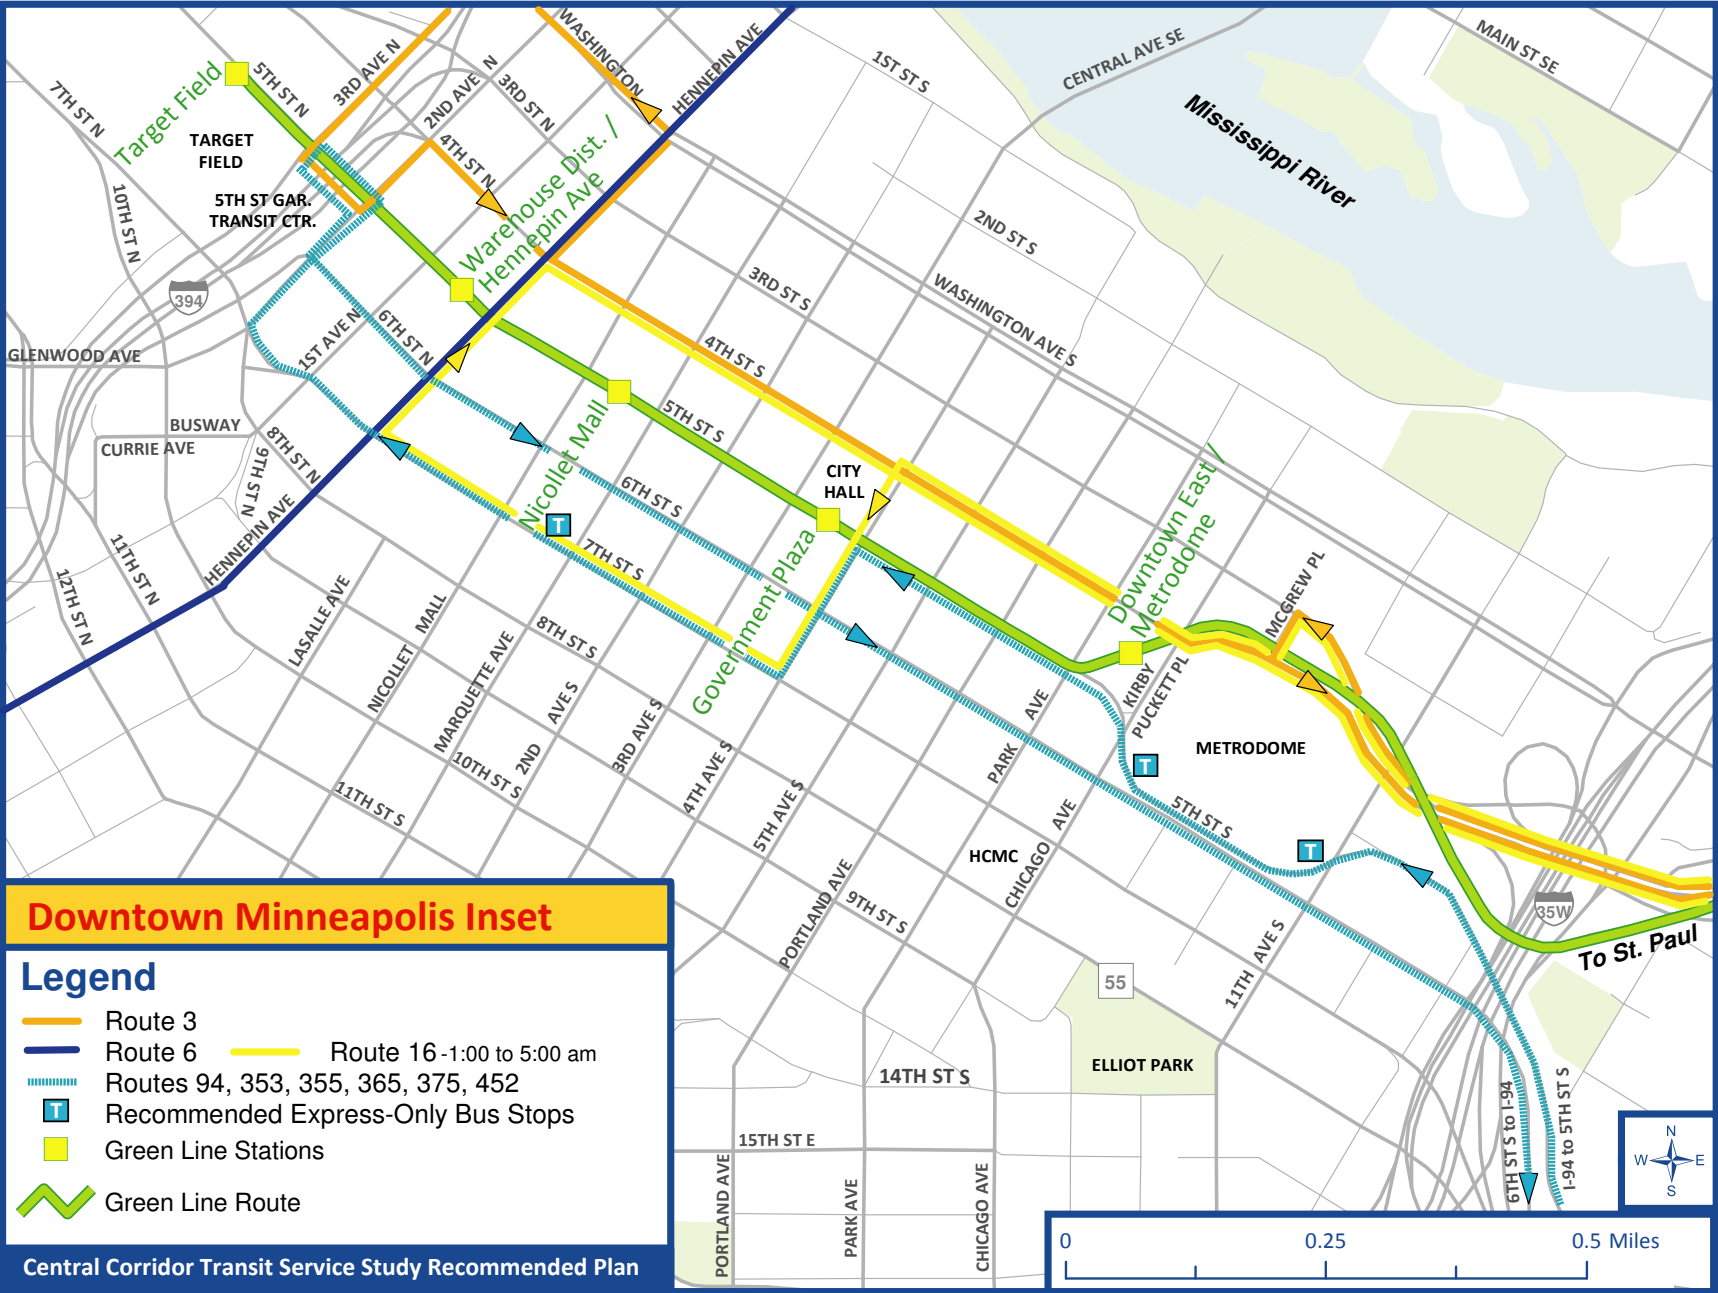 WASHINGTON
HENNEPIN AVE
1ST ST S
CENTRAL AVE SE
MAIN ST SE
Mississippi River
5TH ST N
3RD AVE N
2ND AVE N
3RD ST N
7TH ST N
Target Field
TARGET
FIELD
4TH ST N
Warehouse Dist. /
Hennepin Ave
5TH ST GAR.
TRANSIT CTR.
10TH ST N
394
2ND ST S
3RD ST S
WASHINGTON AVE S
GLENWOOD AVE
1ST AVE N
6TH ST N
4TH ST S
BUSWAY
CURRIE AVE
8TH ST N
9TH ST N
HENNEPIN AVE
Nicollet Mall
5TH ST S
CITY
HALL
6TH ST S
T
7TH ST S
Government Plaza
Downtown East /
Metrodome
MCGREW PL
11TH ST N
12TH ST N
LASALLE AVE
NICOLLET MALL
MARQUETTE AVE
8TH ST S
2ND AVE S
3RD AVE S
4TH AVE S
5TH AVE S
10TH ST S
11TH ST S
PARK AVE
KIRBY
PUCKETT PL
METRODOME
T
5TH ST S
T
HCMC
CHICAGO AVE
PORTLAND AVE
9TH ST S
11TH AVE S
35W
To St. Paul
55
ELLIOT PARK
14TH ST S
15TH ST E
PORTLAND AVE
PARK AVE
CHICAGO AVE
6TH ST S to I-94
I-94 to 5TH ST S
Downtown Minneapolis Inset
Legend
Route 3
Route 6
Route 16 -1:00 to 5:00 am
Routes 94, 353, 355, 365, 375, 452
T
Recommended Express-Only Bus Stops
Green Line Stations
Green Line Route
Central Corridor Transit Service Study Recommended Plan
N
W
E
S
0
0.25
0.5 Miles